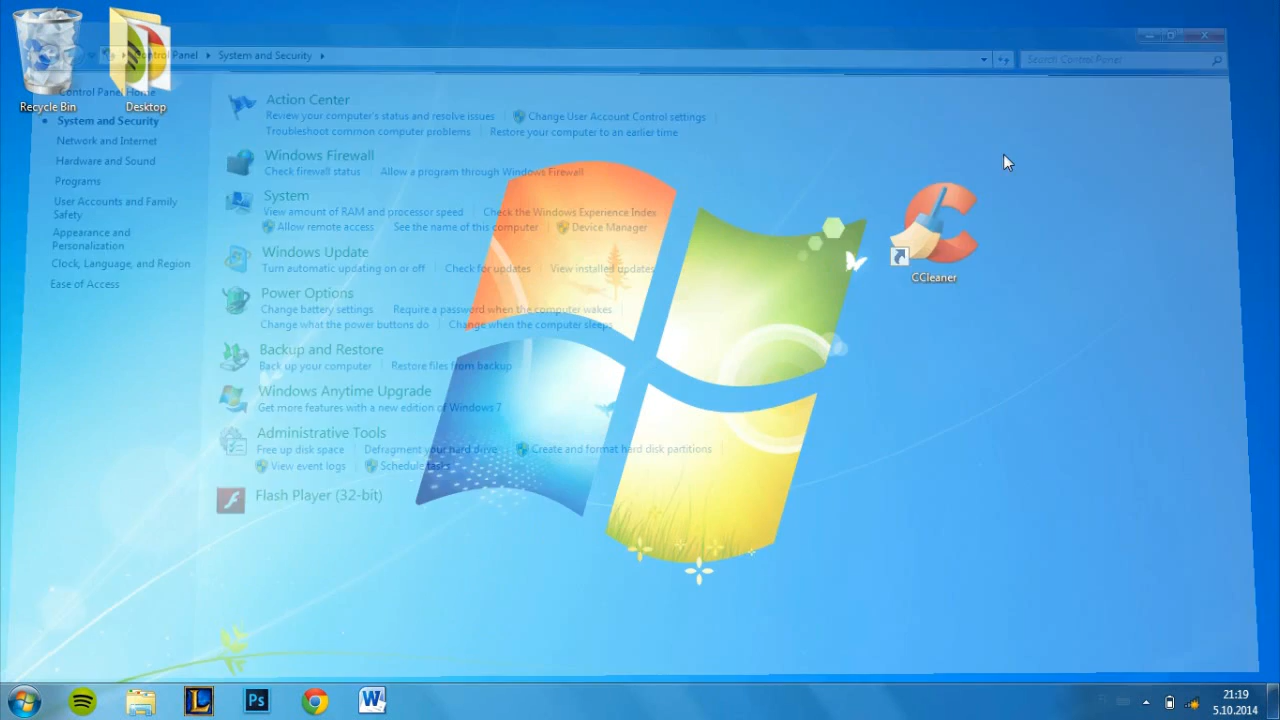 Control Panel ▸ System and Security ▸
Search Control Panel
Recycle Bin
Desktop
Control Panel Home
System and Security
Network and Internet
Hardware and Sound
Programs
User Accounts and Family
Safety
Appearance and
Personalization
Clock, Language, and Region
Ease of Access
Action Center
Review your computer's status and resolve issues
Change User Account Control settings
Troubleshoot common computer problems
Restore your computer to an earlier time
Windows Firewall
Check firewall status
Allow a program through Windows Firewall
System
View amount of RAM and processor speed
Check the Windows Experience Index
Allow remote access
See the name of this computer
Device Manager
Windows Update
Turn automatic updating on or off
Check for updates
View installed updates
Power Options
Change battery settings
Require a password when the computer wakes
Change what the power buttons do
Change when the computer sleeps
Backup and Restore
Back up your computer
Restore files from backup
Windows Anytime Upgrade
Get more features with a new edition of Windows 7
Administrative Tools
Free up disk space
Defragment your hard drive
Create and format hard disk partitions
View event logs
Schedule tasks
Flash Player (32-bit)
CCleaner
L
Ps
W
21:19
5.10.2014